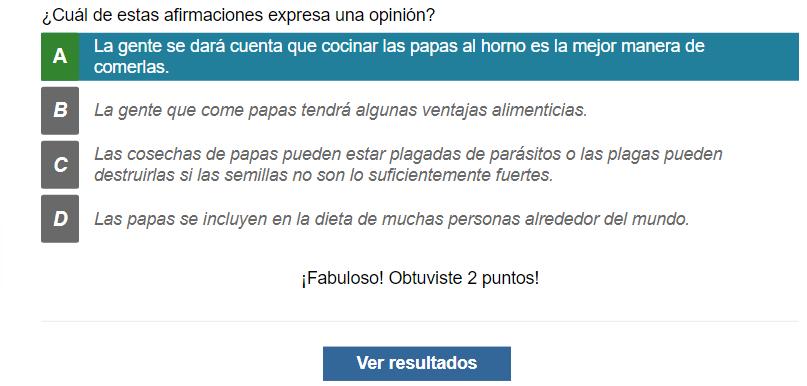 ¿Cuál de estas afirmaciones expresa una opinión?
A La gente se dará cuenta que cocinar las papas al horno es la mejor manera de
comerlas.
B La gente que come papas tendrá algunas ventajas alimenticias.
C Las cosechas de papas pueden estar plagadas de parásitos o las plagas pueden
destruirlas si las semillas no son lo suficientemente fuertes.
D Las papas se incluyen en la dieta de muchas personas alrededor del mundo.
¡Fabuloso! Obtuviste 2 puntos!
Ver resultados